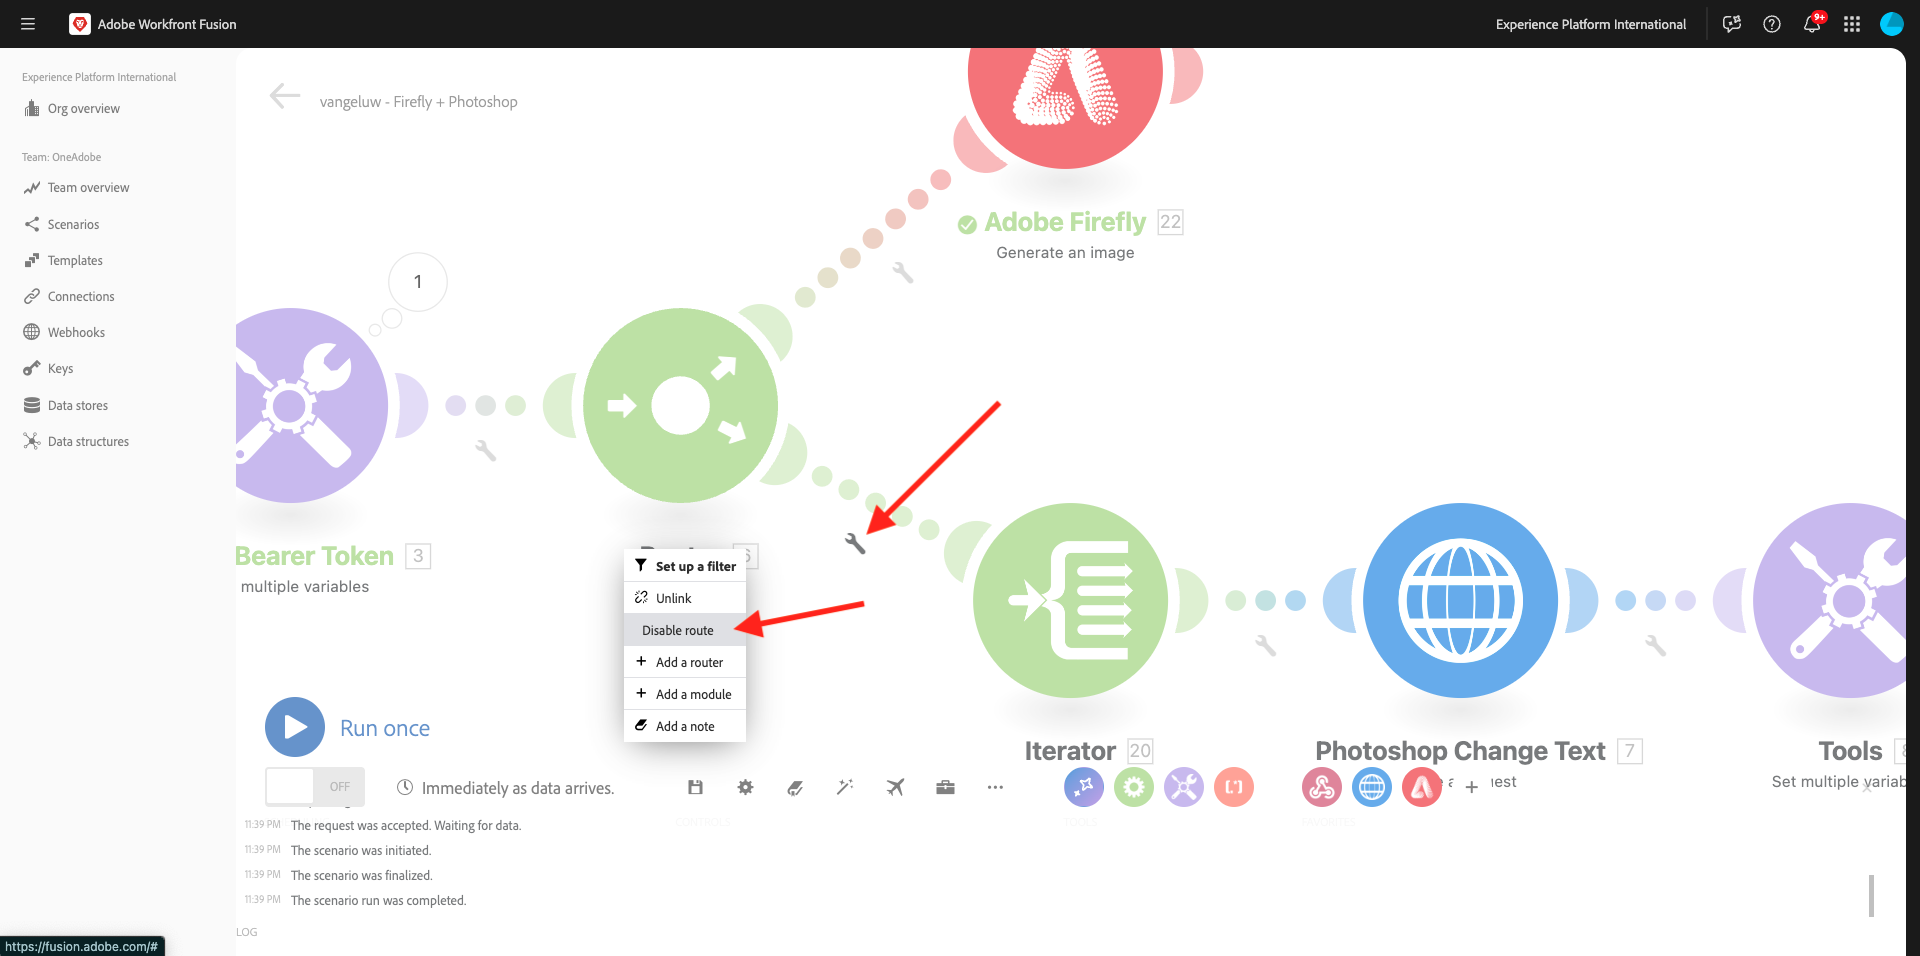 Adobe Workfront Fusion
Experience Platform International
9+
Experience Platform International
Org overview
Team: OneAdobe
Team overview
Scenarios
Templates
Connections
Webhooks
Keys
Data stores
Data structures
vangeluw - Firefly + Photoshop
1
Adobe Firefly 22
Generate an image
Bearer Token 3
multiple variables
Set up a filter
Unlink
Disable route
Add a router
Add a module
Add a note
Iterator 20
Photoshop Change Text 7
Tools
Set multiple variab
Run once
OFF
Immediately as data arrives.
CONTROLS
TOOLS
FAVORITES
11:39 PM The request was accepted. Waiting for data.
11:39 PM The scenario was initiated.
11:39 PM The scenario was finalized.
11:39 PM The scenario run was completed.
LOG
https://fusion.adobe.com/#